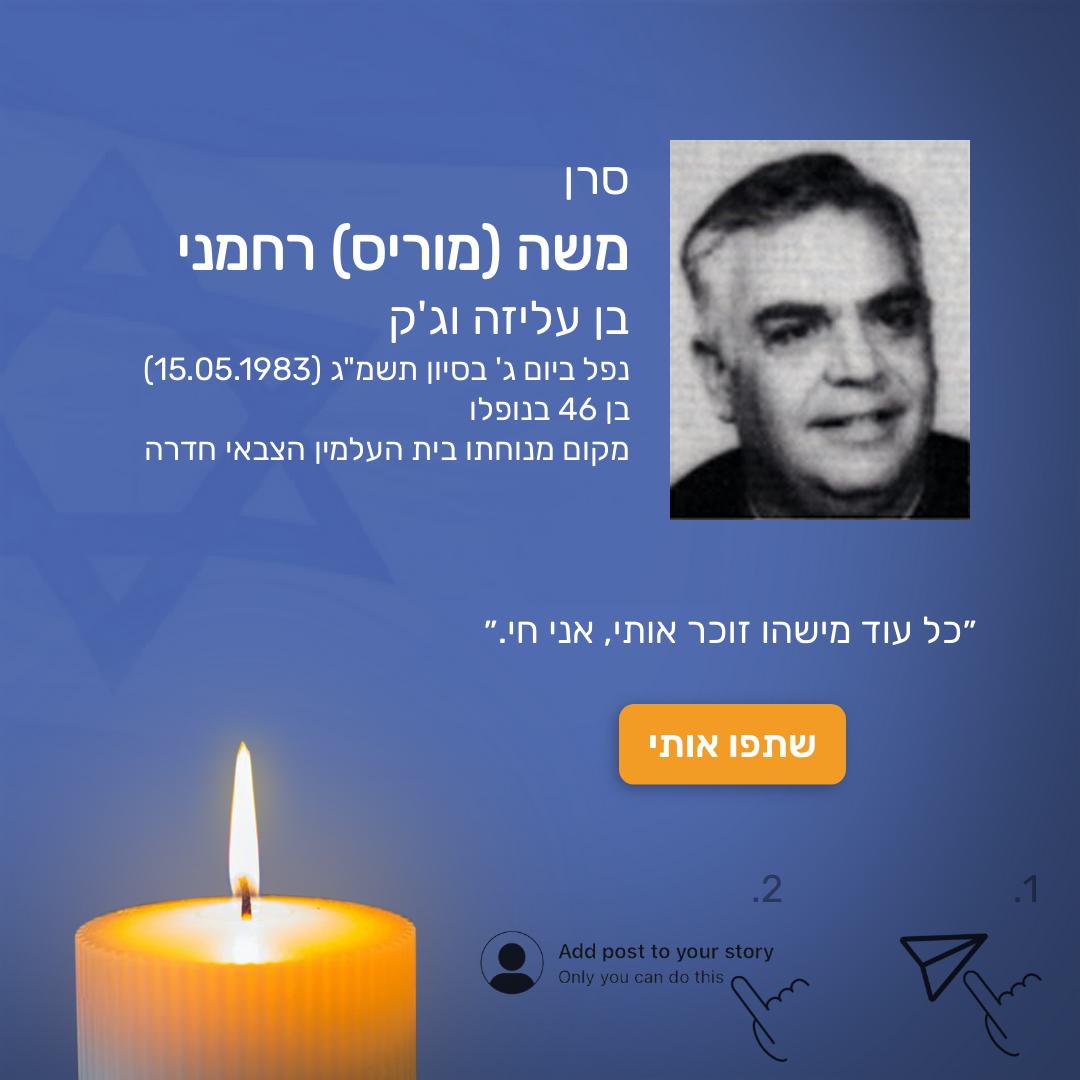 סרן
משה (מוריס) רחמני
בן עליזה וג'ק
נפל ביום ג' בסיון תשמ"ג (15.05.1983)
בן 46 בנופלו
מקום מנוחתו בית העלמין הצבאי חדרה
״כל עוד מישהו זוכר אותי, אני חי.״
שתפו אותי
.1
.2
Add post to your story
Only you can do this